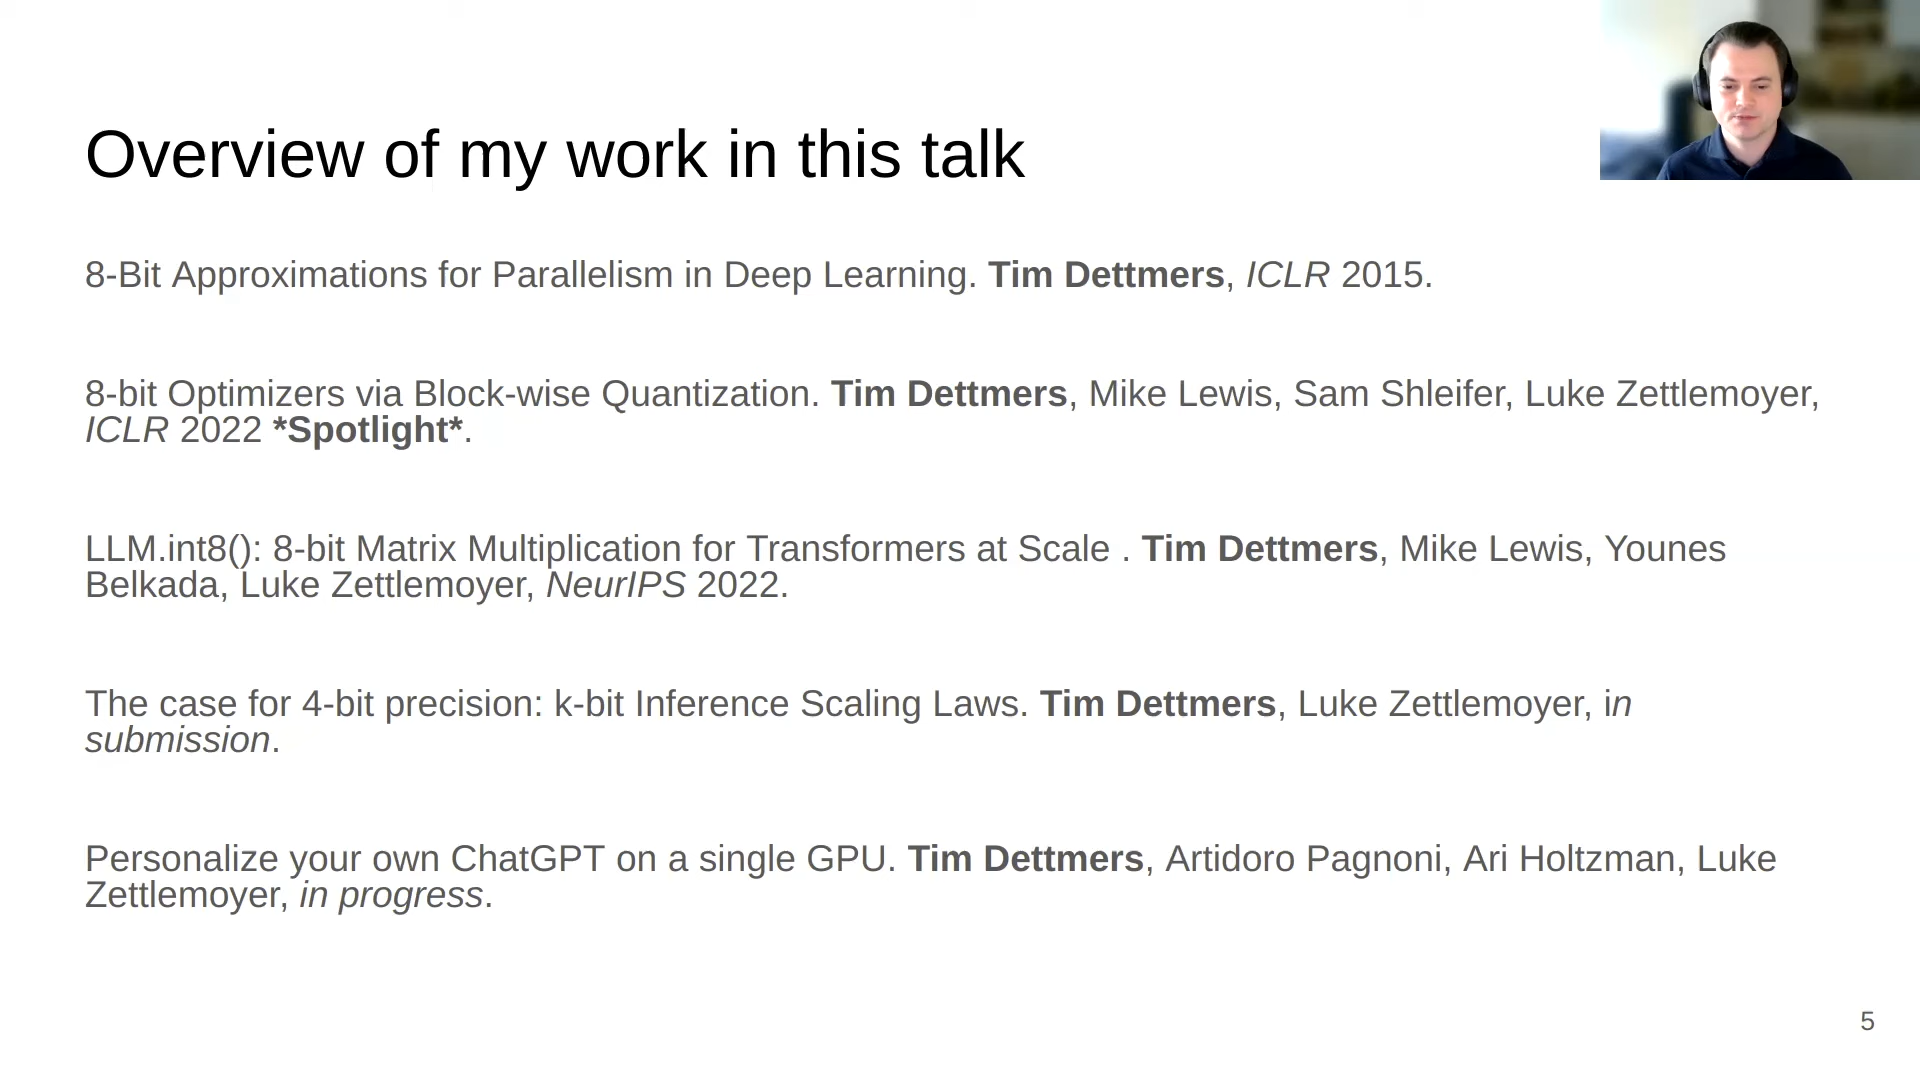 Overview of my work in this talk
8-Bit Approximations for Parallelism in Deep Learning. Tim Dettmers, ICLR 2015.
8-bit Optimizers via Block-wise Quantization. Tim Dettmers, Mike Lewis, Sam Shleifer, Luke Zettlemoyer,
ICLR 2022 *Spotlight*.
LLM.int8(): 8-bit Matrix Multiplication for Transformers at Scale . Tim Dettmers, Mike Lewis, Younes
Belkada, Luke Zettlemoyer, NeurIPS 2022.
The case for 4-bit precision: k-bit Inference Scaling Laws. Tim Dettmers, Luke Zettlemoyer, in
submission.
Personalize your own ChatGPT on a single GPU. Tim Dettmers, Artidoro Pagnoni, Ari Holtzman, Luke
Zettlemoyer, in progress.
5